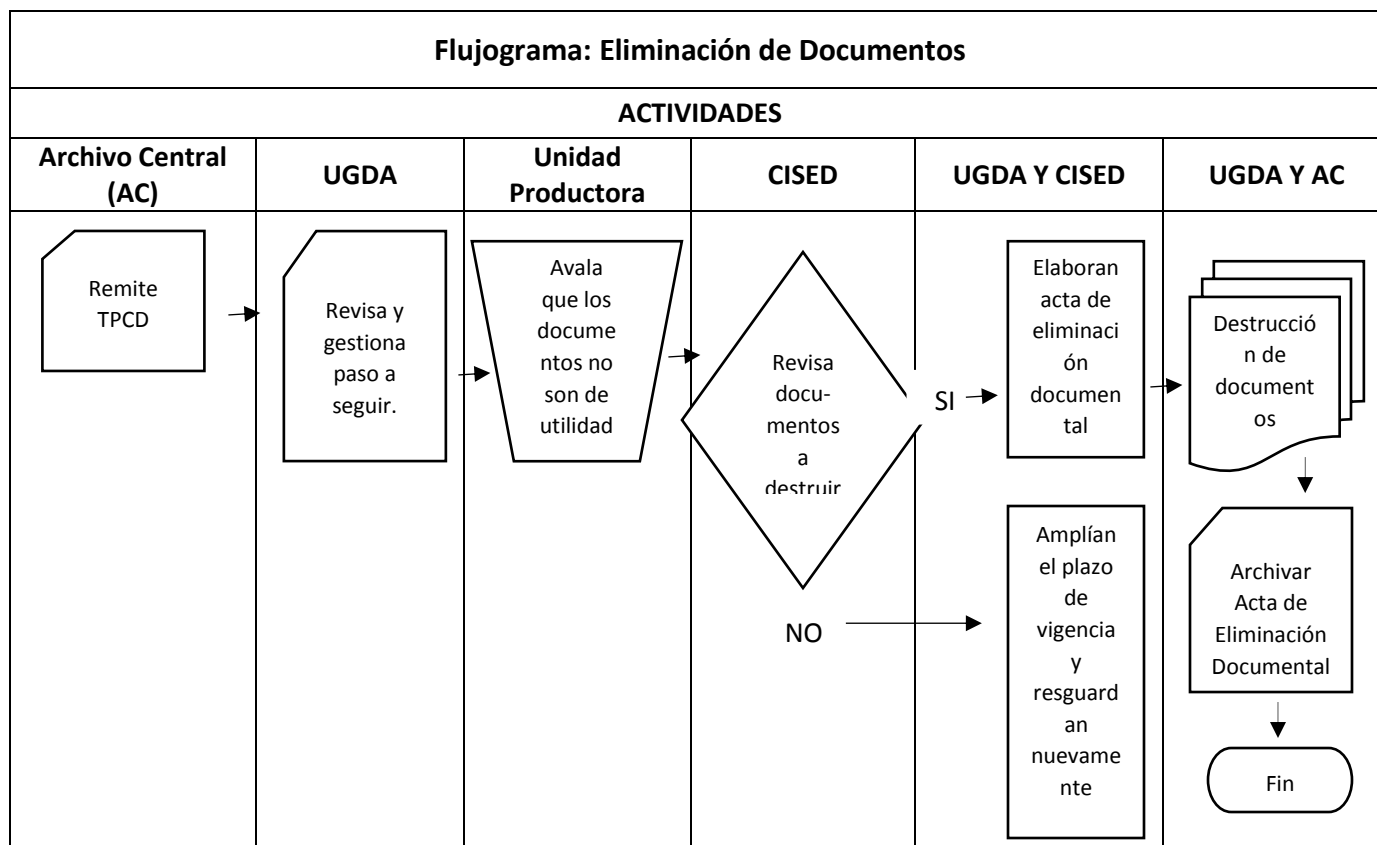 Flujograma: Eliminación de Documentos
ACTIVIDADES
Archivo Central
(AC)
UGDA
Unidad
Productora
CISED
UGDA Y CISED
UGDA Y AC
Remite
TPCD
Revisa y
gestiona
paso a
seguir.
Avala
que los
docume
ntos no
son de
utilidad
Revisa
docu-
mentos
a
destruir
SI
NO
Elaboran
acta de
eliminaci
ón
documen
tal
Amplían
el plazo
de
vigencia
y
resguard
an
nuevame
nte
Destrucció
n de
document
os
Archivar
Acta de
Eliminación
Documental
Fin